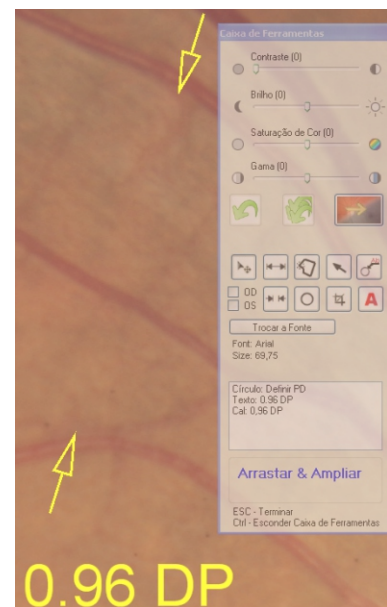 Caixa de Ferramentas
Contraste (0)
Brilho (0)
Saturação de Cor (0)
Gama (0)
OD
OS
A
Trocar a Fonte
Font: Arial
Size: 69,75
Círculo: Definir PD
Texto: 0.96 DP
Cal: 0,96 DP
Arrastar & Ampliar
ESC - Terminar
Ctrl - Esconder Caixa de Ferramentas
0.96 DP